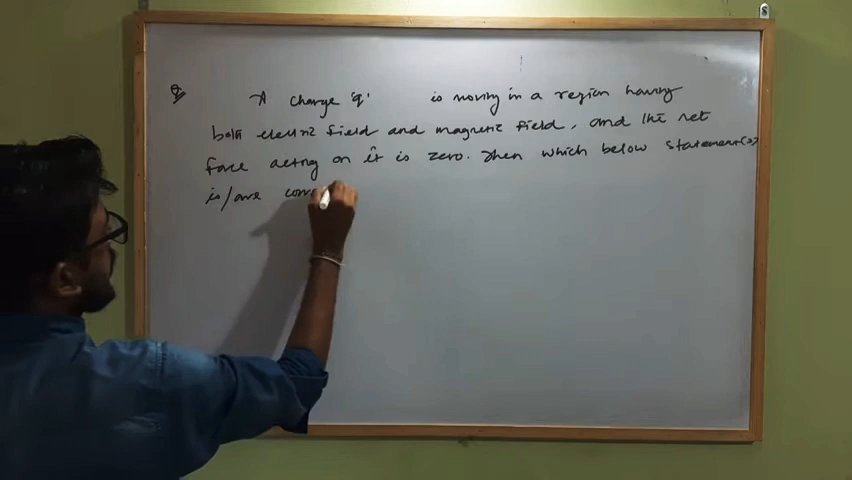 Q A charge 'q' is moving in a region having
both electric field and magnetic field, and the net
force acting on it is zero. Then which below statement(s)
is/are